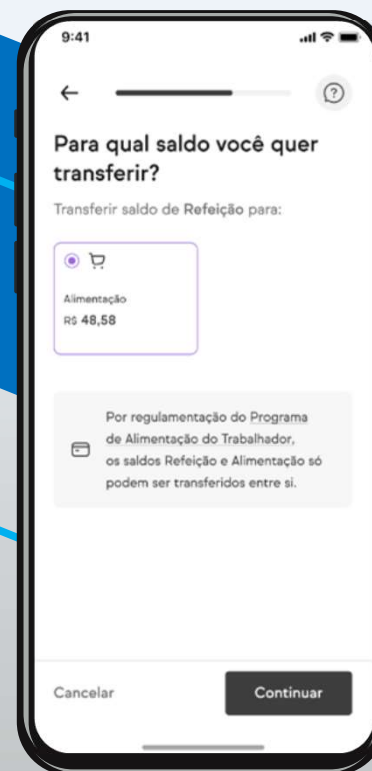 9:41
Para qual saldo você quer
transferir?
Transferir saldo de Refeição para:
Alimentação
R$ 48,58
Por regulamentação do Programa
de Alimentação do Trabalhador,
os saldos Refeição e Alimentação só
podem ser transferidos entre si.
Cancelar
Continuar